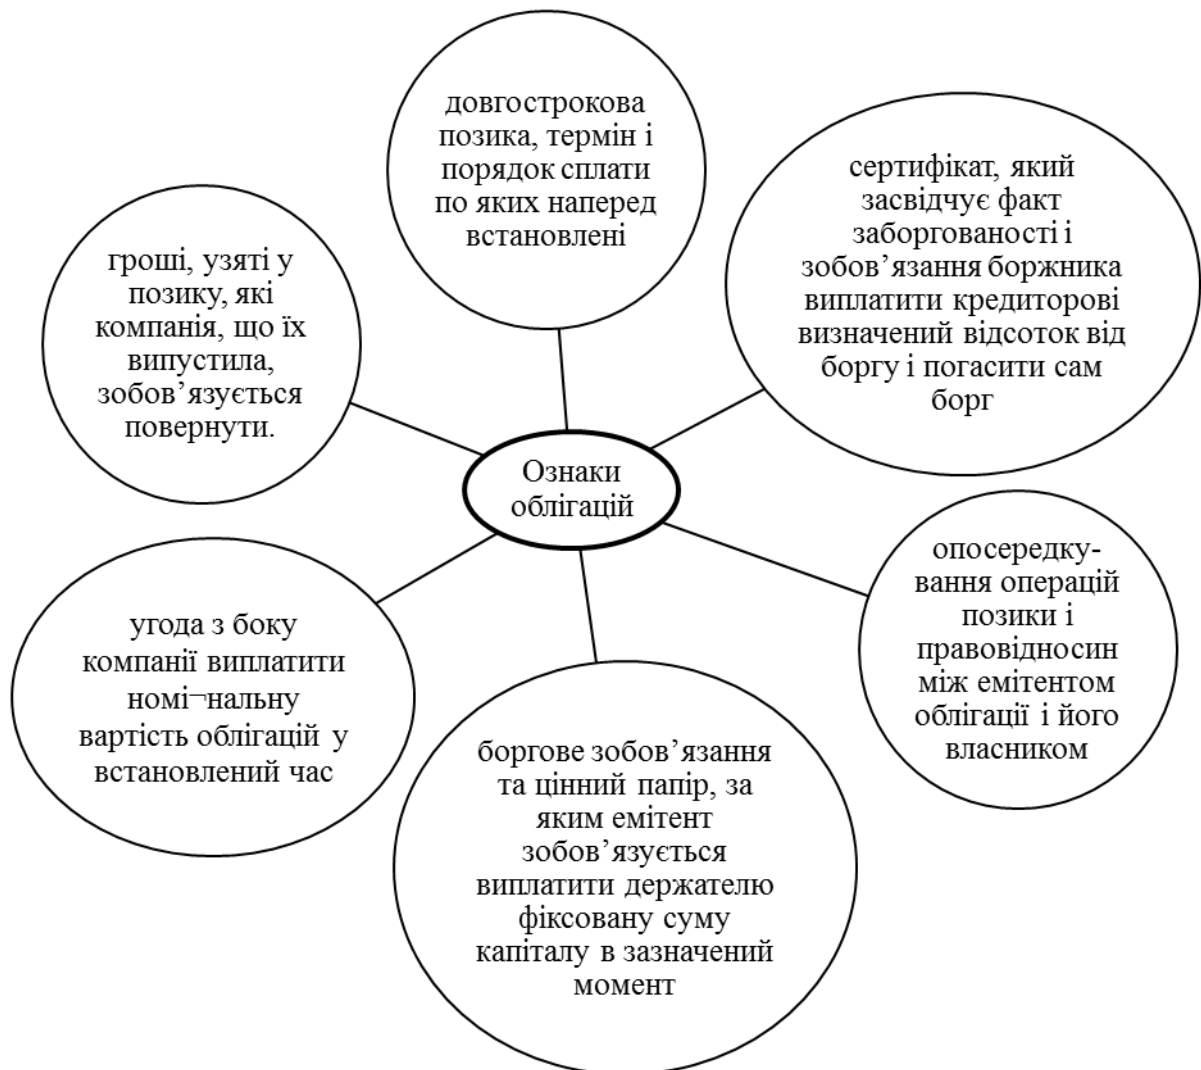 довгострокова
позика, термін і
порядок сплати
по яких наперед
встановлені
сертифікат, який
засвідчує факт
заборгованості і
зобов’язання боржника
виплатити кредиторові
визначений відсоток від
боргу і погасити сам
борг
гроші, узяті у
позику, які
компанія, що їх
випустила,
зобов’язується
повернути.
Ознаки
облігацій
опосередку-
вання операцій
позики і
правовідносин
між емітентом
облігації і його
власником
угода з боку
компанії виплатити
номі¬нальну
вартість облігацій у
встановлений час
боргове зобов’язання
та цінний папір, за
яким емітент
зобов’язується
виплатити держателю
фіксовану суму
капіталу в зазначений
момент